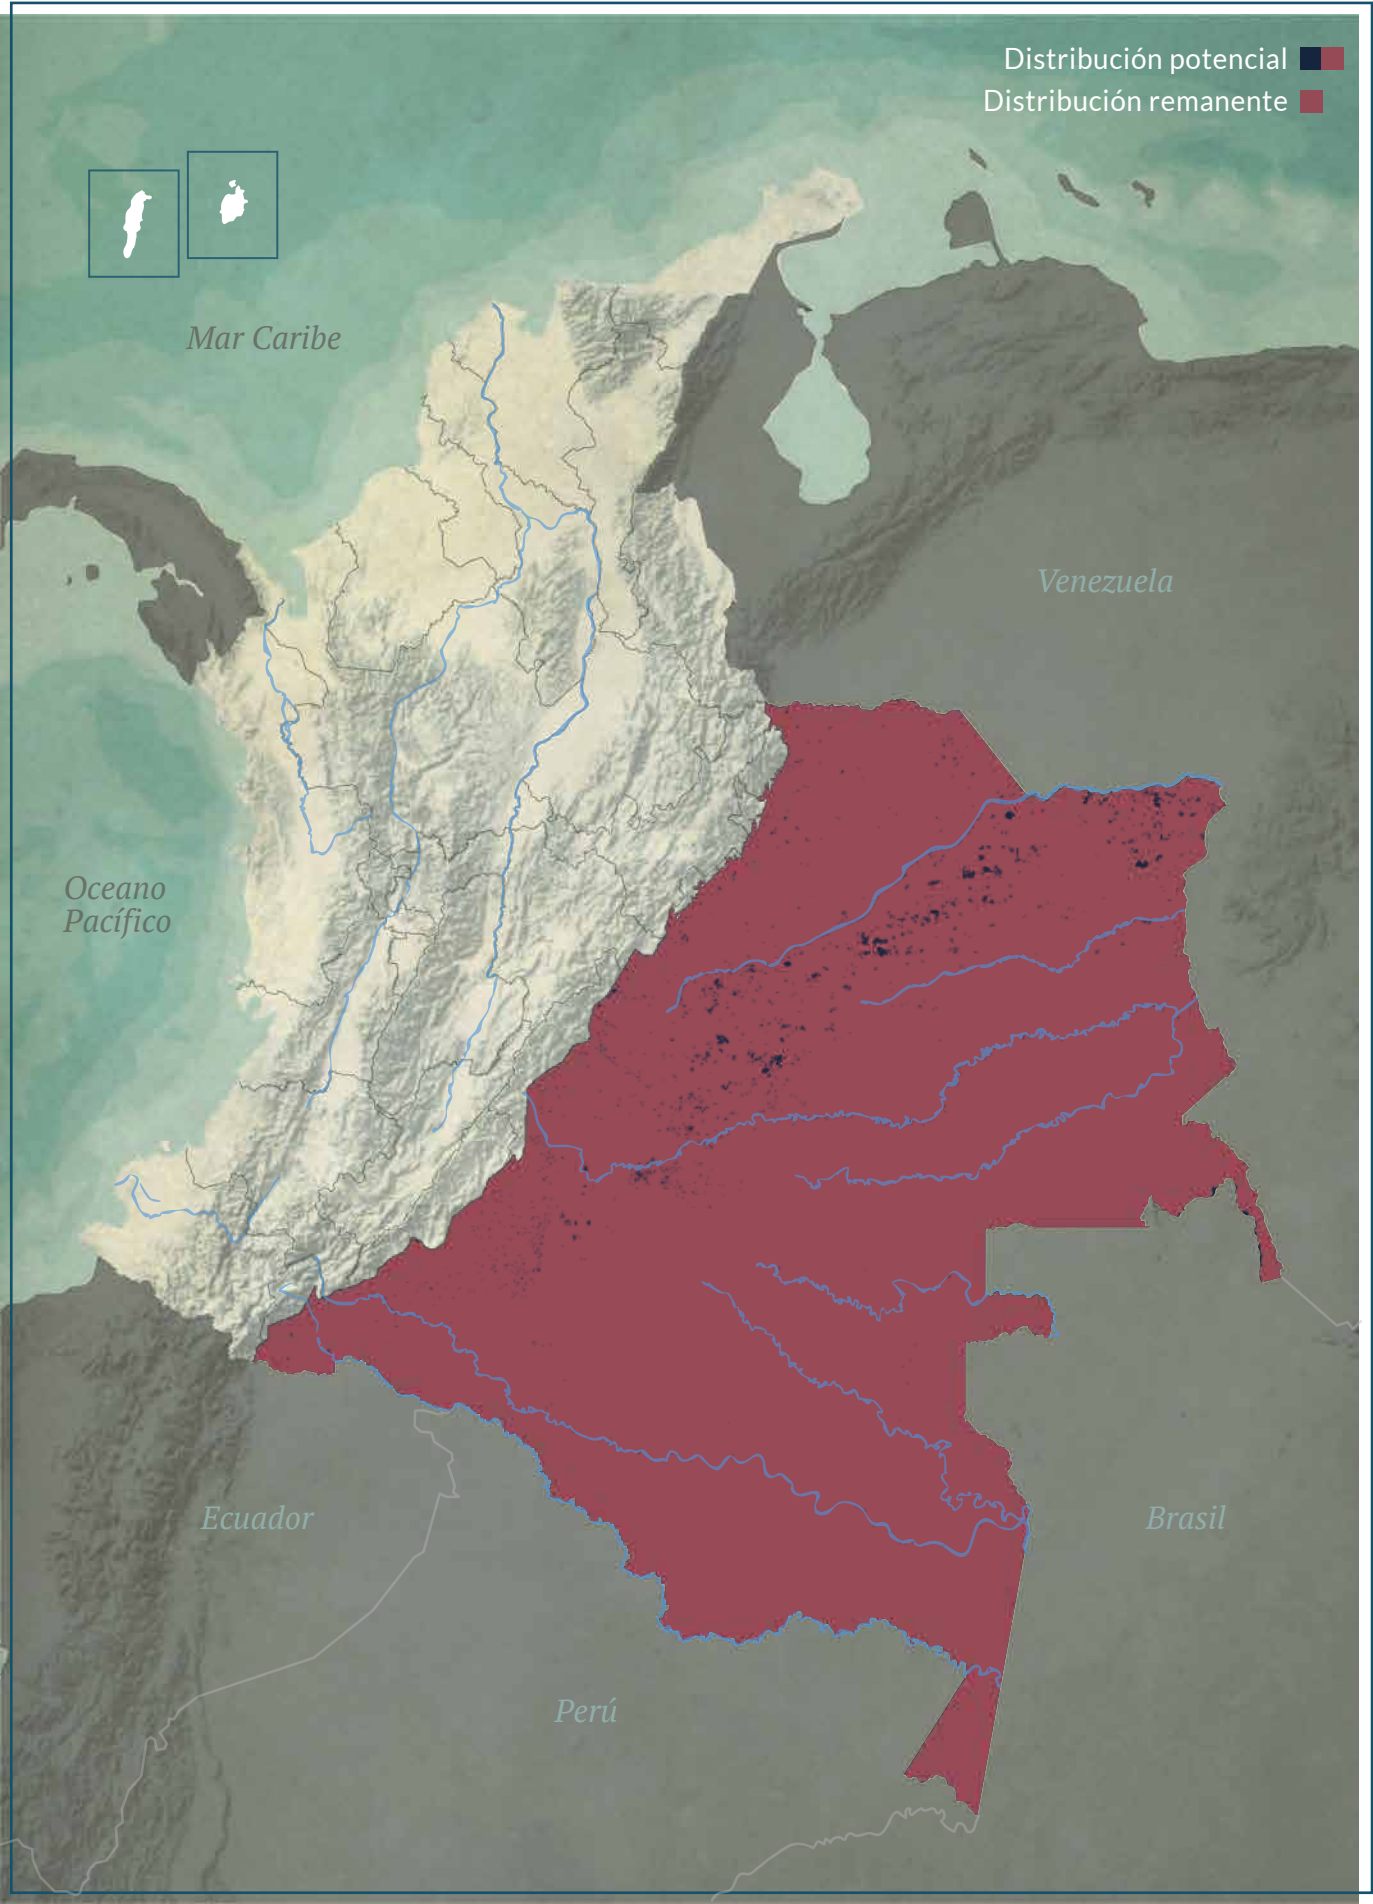 Distribución potencial
Distribución remanente
Mar Caribe
Venezuela
Oceano
Pacífico
Ecuador
Brasil
Perú